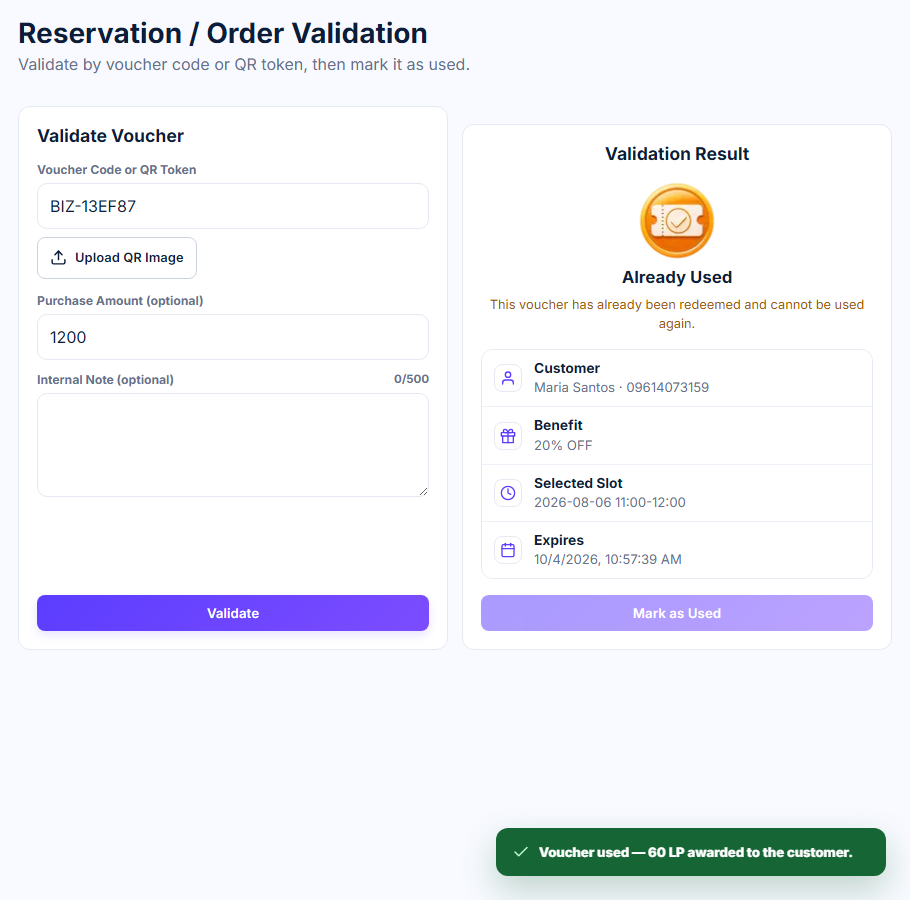 Reservation / Order Validation
Validate by voucher code or QR token, then mark it as used.
Validate Voucher
Voucher Code or QR Token
BIZ-13EF87
Upload QR Image
Purchase Amount (optional)
1200
Internal Note (optional) 0/500
Validate
Validation Result
Already Used
This voucher has already been redeemed and cannot be used
again.
Customer
Maria Santos · 09614073159
Benefit
20% OFF
Selected Slot
2026-08-06 11:00-12:00
Expires
10/4/2026, 10:57:39 AM
Mark as Used
Voucher used — 60 LP awarded to the customer.